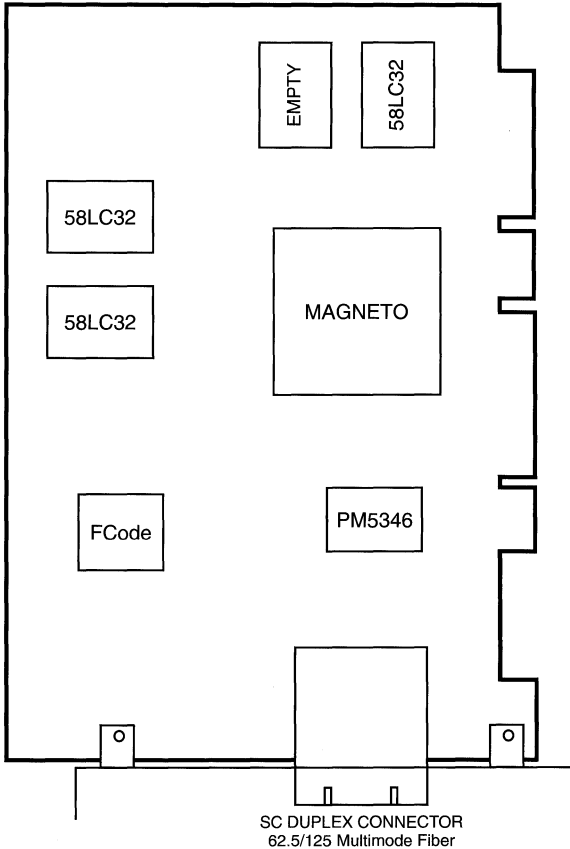 EMPTY
58LC32
58LC32
58LC32
MAGNETO
FCode
PM5346
SC DUPLEX CONNECTOR
62.5/125 Multimode Fiber